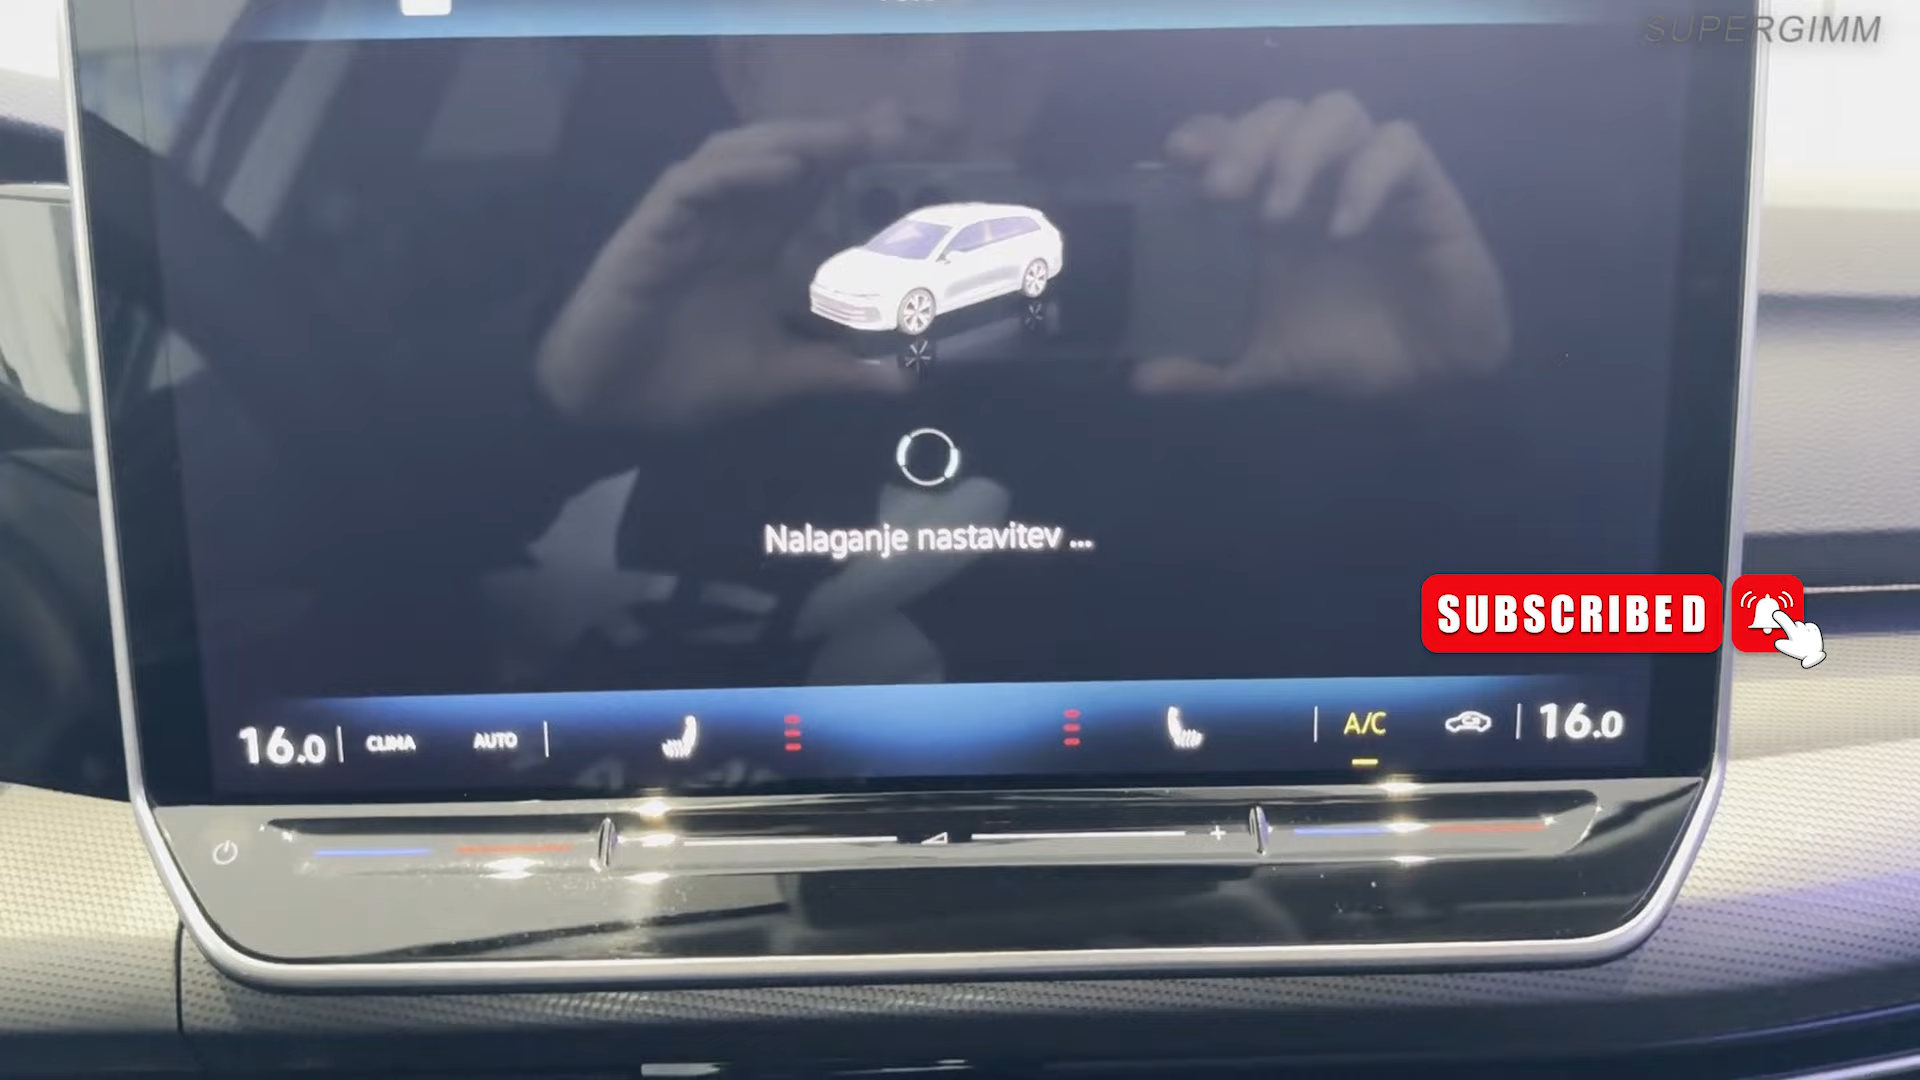 SUPERGIMM
Nalaganje nastavitev ...
SUBSCRIBED
16.0 CLIMA AUTO A/C 16.0